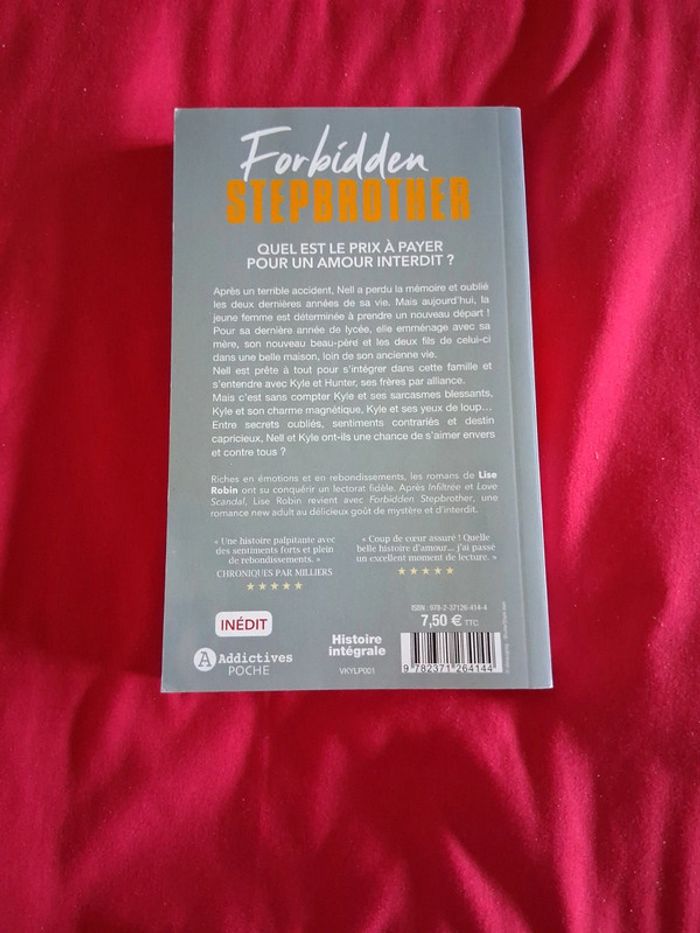 Forbidden
STEPBROTHER
QUEL EST LE PRIX À PAYER
POUR UN AMOUR INTERDIT ?
Après un terrible accident, Nell a perdu la mémoire et oublié
les deux dernières années de sa vie. Mais aujourd'hui, la
jeune femme est déterminée à prendre un nouveau départ !
Pour sa dernière année de lycée, elle emménage avec sa
mère, son nouveau beau-père et les deux fils de celui-ci
dans une belle maison, loin de son ancienne vie.
Nell est prête à tout pour s'intégrer dans cette famille et
s'entendre avec Kyle et Hunter, ses frères par alliance.
Mais c'est sans compter Kyle et ses sarcasmes blessants,
Kyle et son charme magnétique, Kyle et ses yeux de loup...
Entre secrets oubliés, sentiments contrariés et destin
capricieux, Nell et Kyle ont-ils une chance de s'aimer envers
et contre tous ?
Riches en émotions et en rebondissements, les romans de Lise
Robin ont su conquérir un lectorat fidèle. Après Infiltrée et Love
Scandal, Lise Robin revient avec Forbidden Stepbrother, une
romance new adult au délicieux goût de mystère et d'interdit.
« Une histoire palpitante avec
des sentiments forts et plein
de rebondissements. »
CHRONIQUES PAR MILLIERS
« Coup de cœur assuré ! Quelle
belle histoire d'amour... j'ai passé
un excellent moment de lecture. »
INÉDIT
Addictives
POCHE
Histoire
intégrale
VKYLP001
ISBN : 978-2-37126-414-4
7,50 € TTC
9 782371 264144